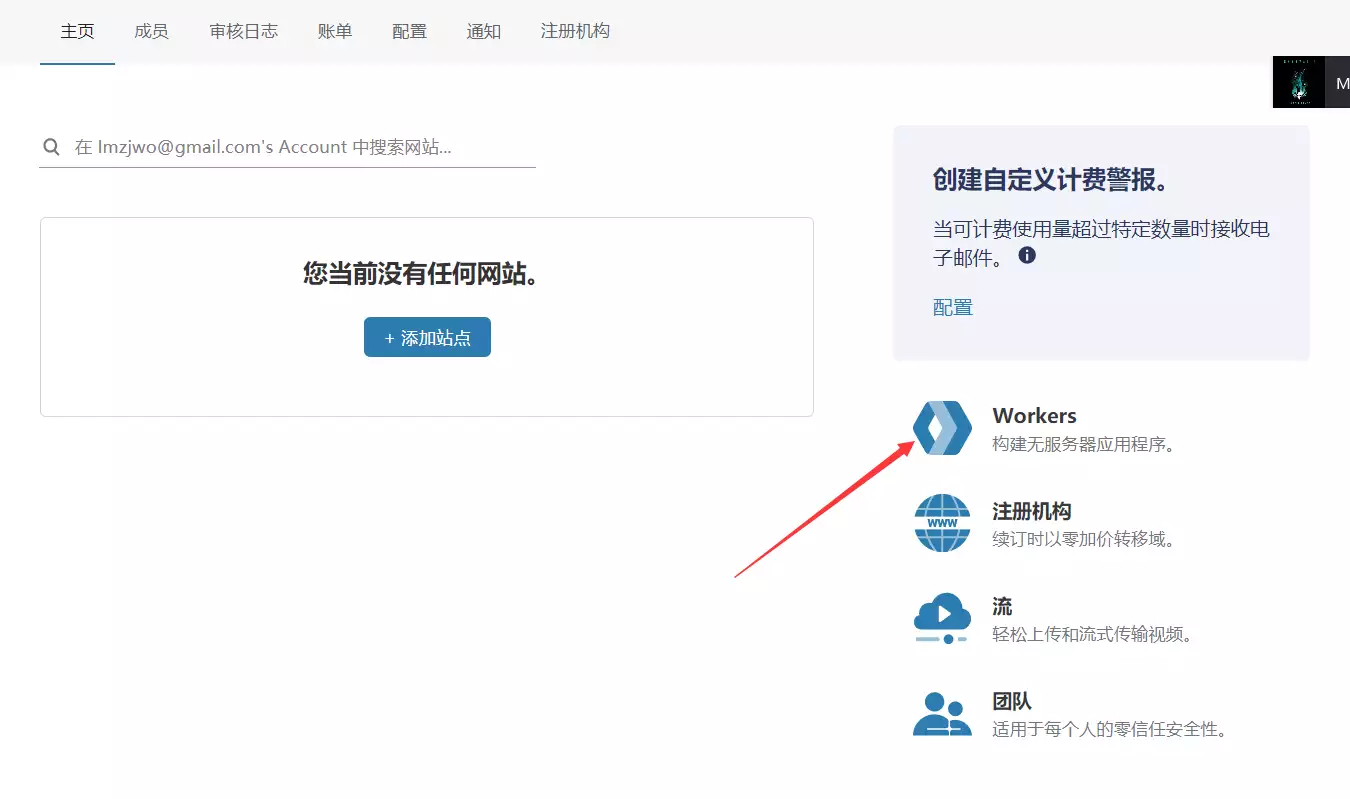 主页 成员 审核日志 账单 配置 通知 注册机构
M
在 Imzjwo@gmail.com's Account 中搜索网站...
创建自定义计费警报。
当可计费使用量超过特定数量时接收电
子邮件。
配置
您当前没有任何网站。
+ 添加站点
Workers
构建无服务器应用程序。
注册机构
www
续订时以零加价转移域。
流
轻松上传和流式传输视频。
团队
适用于每个人的零信任安全性。